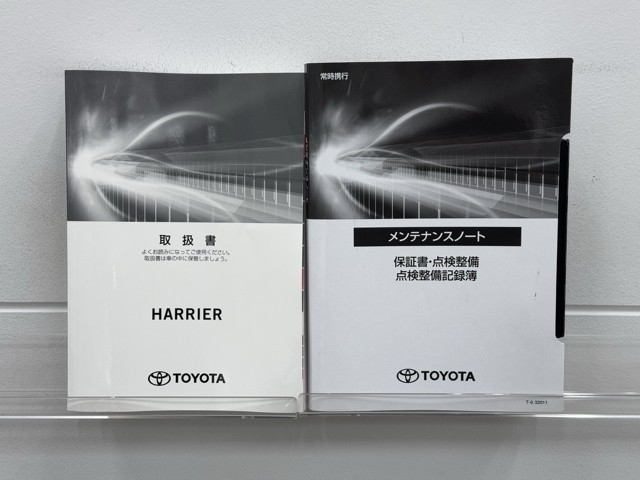 取扱書
よくお読みになってご使用ください。
取扱書は車の中に保管しましょう。
HARRIER
TOYOTA
常時携行
メンテナンスノート
保証書・点検整備
点検整備記録簿
TOYOTA